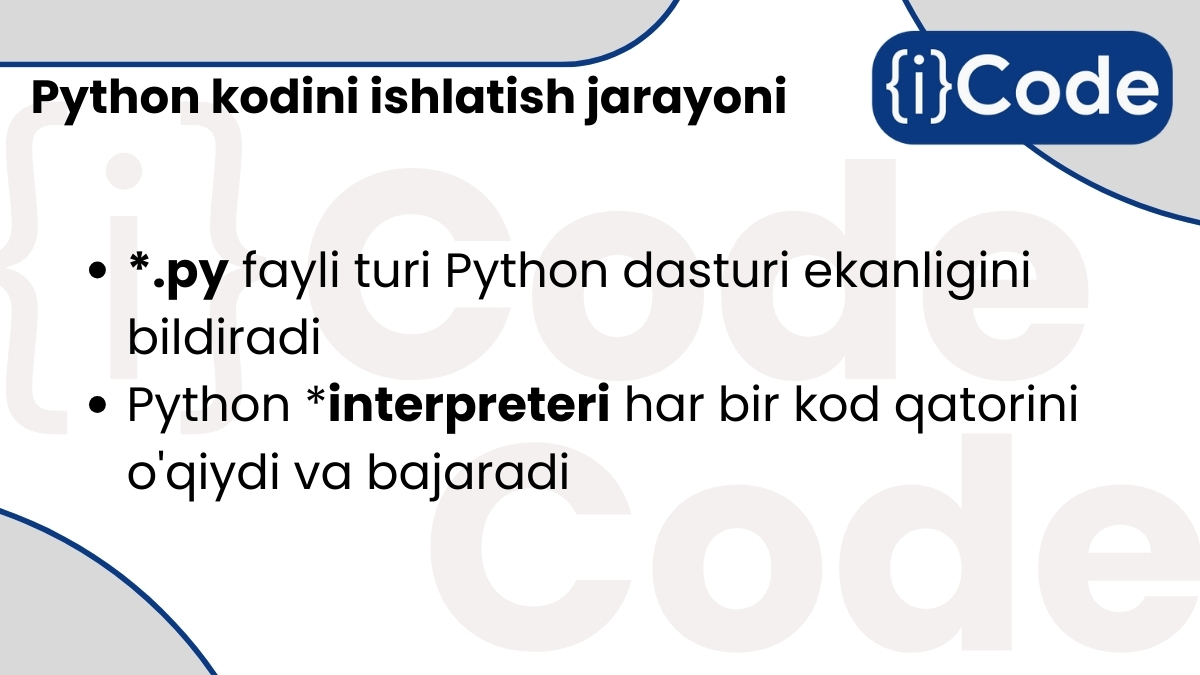 {i}Code
Python kodini ishlatish jarayoni
{i}Code
• *.py fayli turi Python dasturi ekanligini
bildiradi
• Python *interpreteri har bir kod qatorini
o'qiydi va bajaradi
Code